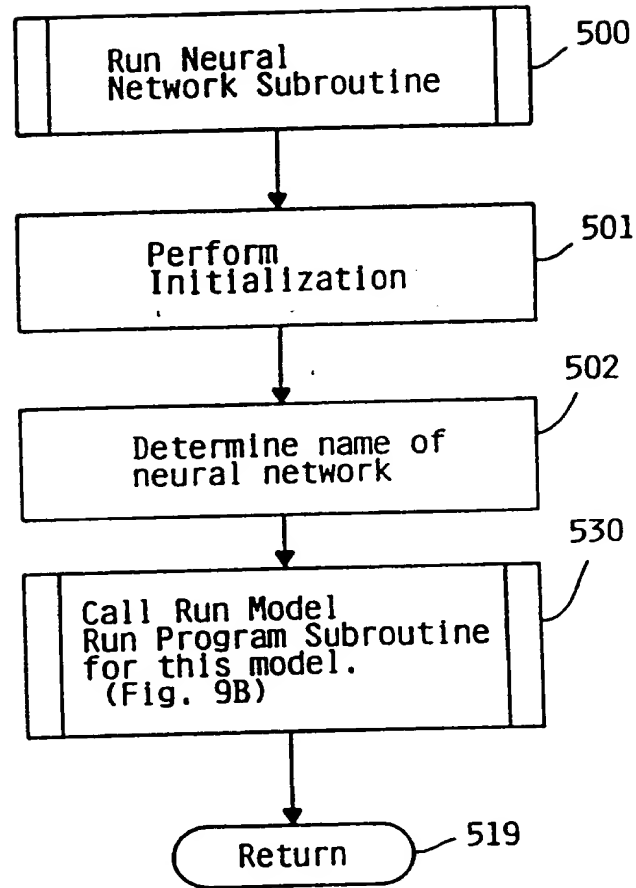 500
Run Neural
Network Subroutine
501
Perform
Initialization
502
Determine name of
neural network
530
Call Run Model
Run Program Subroutine
for this model.
(Fig. 9B)
Return
519